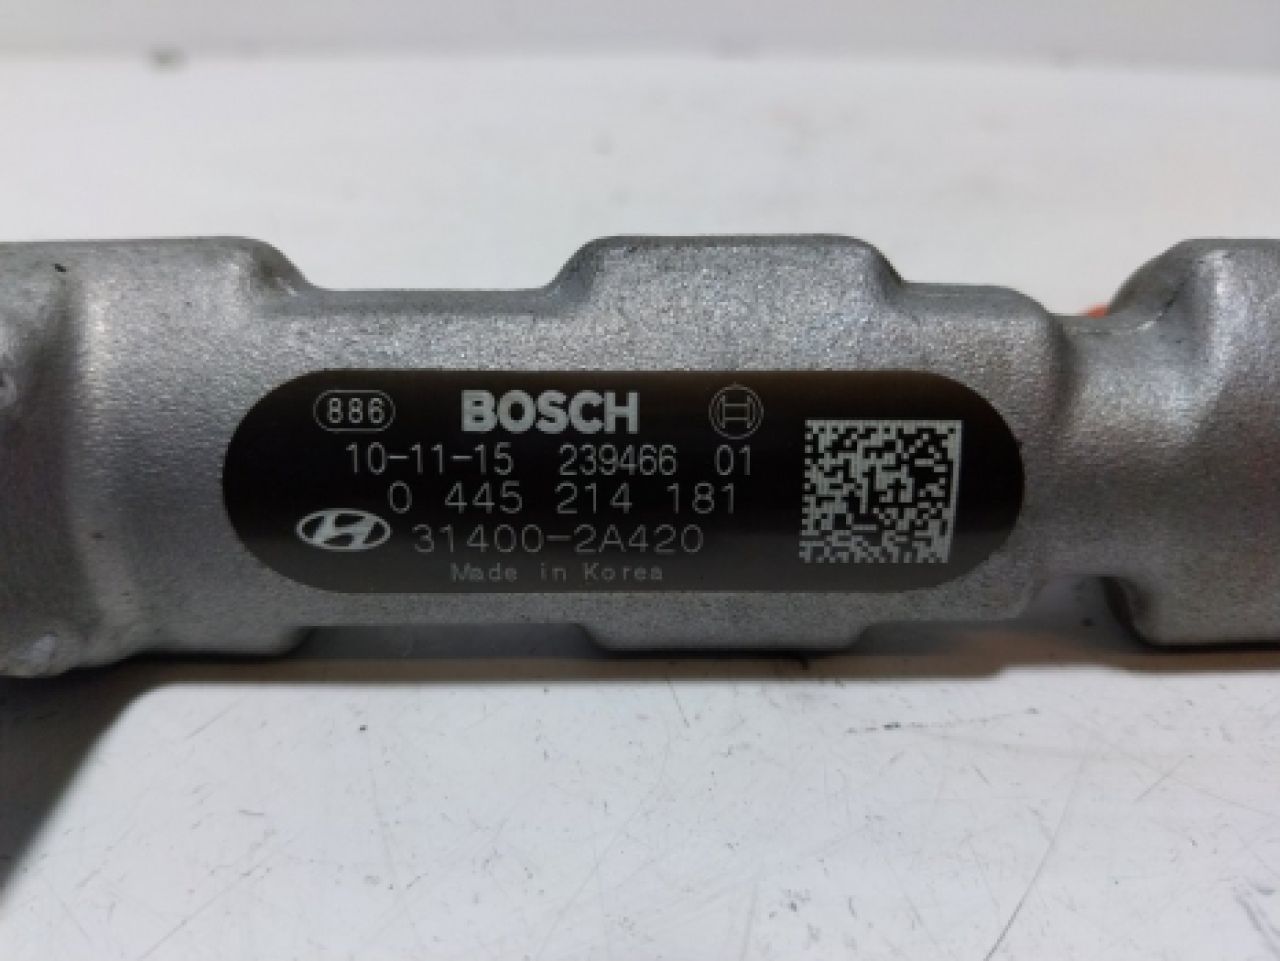 886 BOSCH
10-11-15 239466 01
0 445 214 181
31400-2A420
Made in Korea